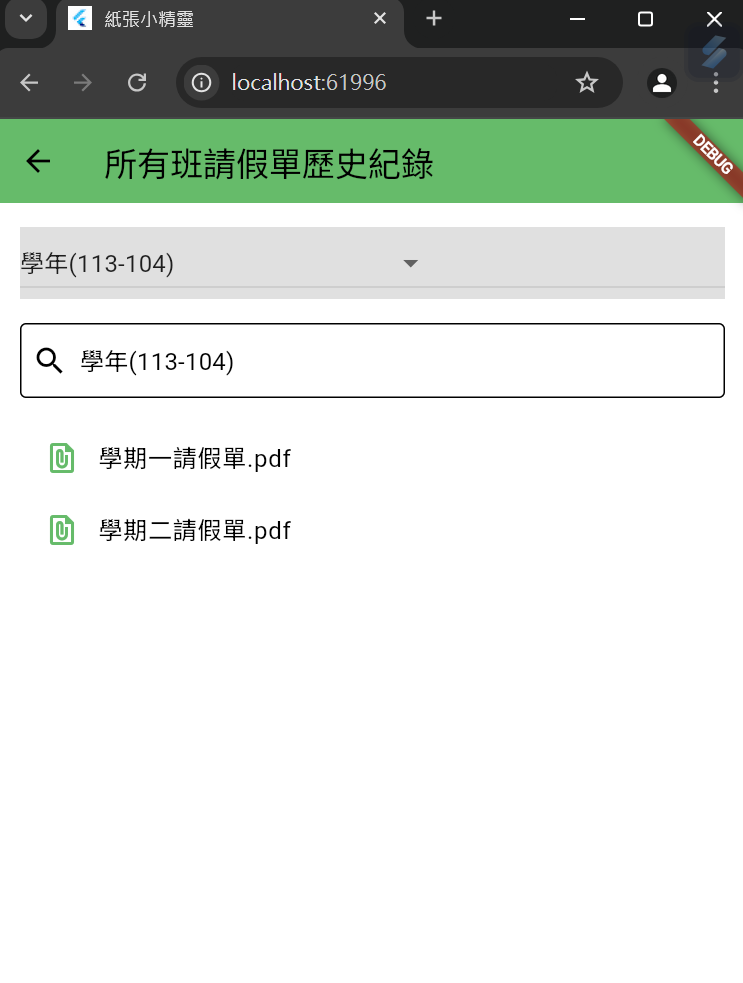 紙張小精靈
localhost:61996
所有班請假單歷史紀錄
DEBUG
學年(113-104)
學年(113-104)
學期一請假單.pdf
學期二請假單.pdf